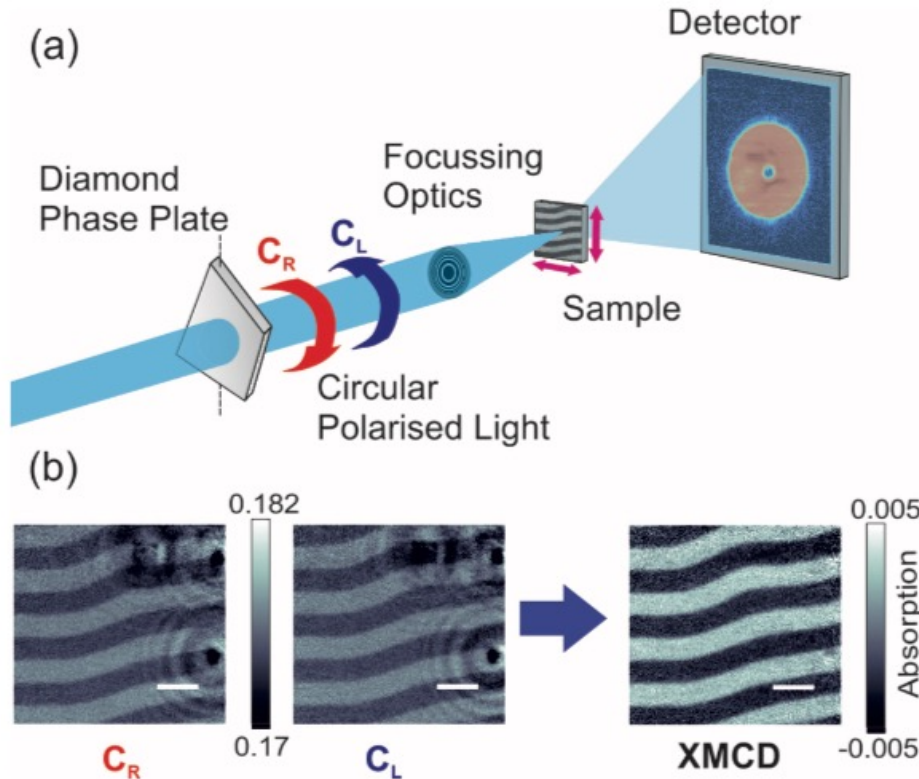 (a)
Detector
Diamond
Phase Plate
Focussing
Optics
C_R
C_L
Sample
Circular
Polarised Light
(b)
0.182
0.17
0.005
-0.005
Absorption
C_R
C_L
XMCD